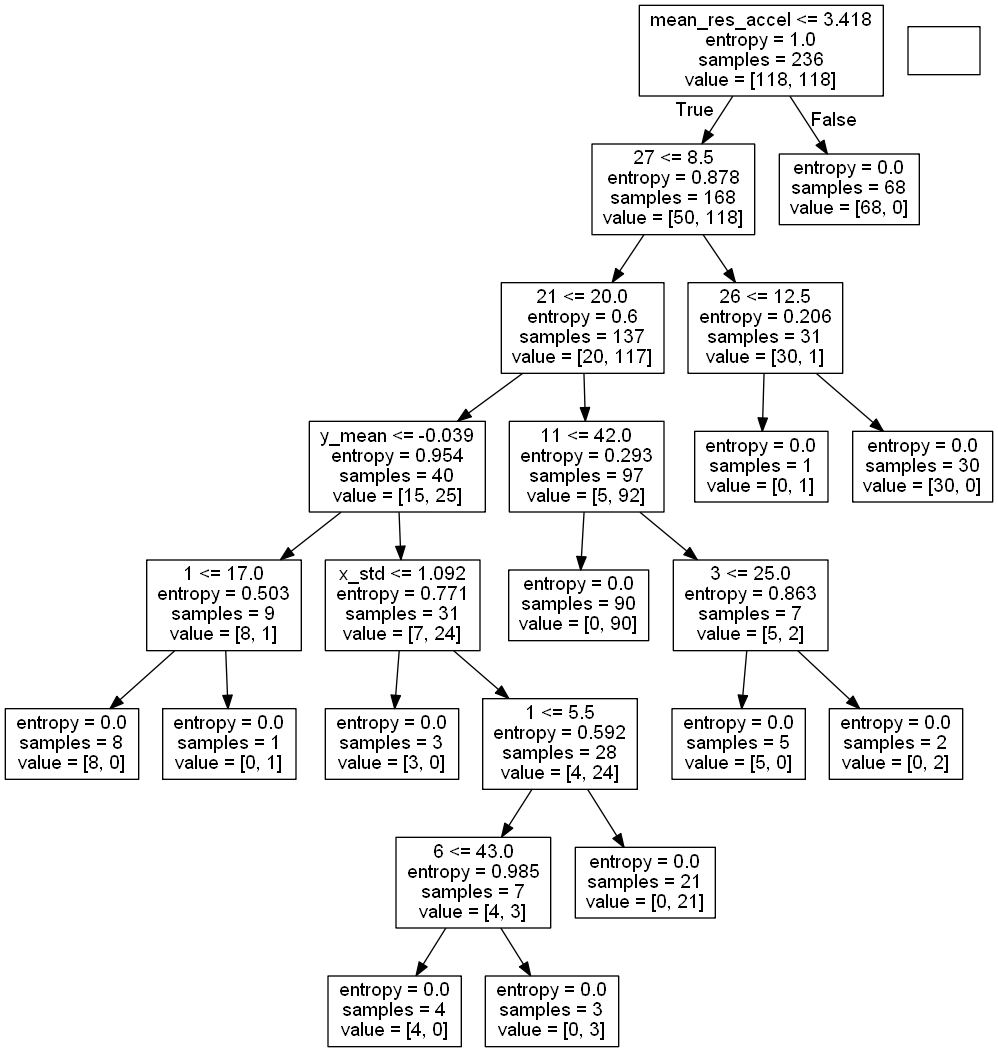 mean_res_accel <= 3.418
entropy = 1.0
samples = 236
value = [118, 118]
True
False
27 <= 8.5
entropy = 0.878
samples = 168
value = [50, 118]
entropy = 0.0
samples = 68
value = [68, 0]
21 <= 20.0
entropy = 0.6
samples = 137
value = [20, 117]
26 <= 12.5
entropy = 0.206
samples = 31
value = [30, 1]
y_mean <= -0.039
entropy = 0.954
samples = 40
value = [15, 25]
11 <= 42.0
entropy = 0.293
samples = 97
value = [5, 92]
entropy = 0.0
samples = 1
value = [0, 1]
entropy = 0.0
samples = 30
value = [30, 0]
1 <= 17.0
entropy = 0.503
samples = 9
value = [8, 1]
x_std <= 1.092
entropy = 0.771
samples = 31
value = [7, 24]
entropy = 0.0
samples = 90
value = [0, 90]
3 <= 25.0
entropy = 0.863
samples = 7
value = [5, 2]
entropy = 0.0
samples = 8
value = [8, 0]
entropy = 0.0
samples = 1
value = [0, 1]
entropy = 0.0
samples = 3
value = [3, 0]
1 <= 5.5
entropy = 0.592
samples = 28
value = [4, 24]
entropy = 0.0
samples = 5
value = [5, 0]
entropy = 0.0
samples = 2
value = [0, 2]
6 <= 43.0
entropy = 0.985
samples = 7
value = [4, 3]
entropy = 0.0
samples = 21
value = [0, 21]
entropy = 0.0
samples = 4
value = [4, 0]
entropy = 0.0
samples = 3
value = [0, 3]